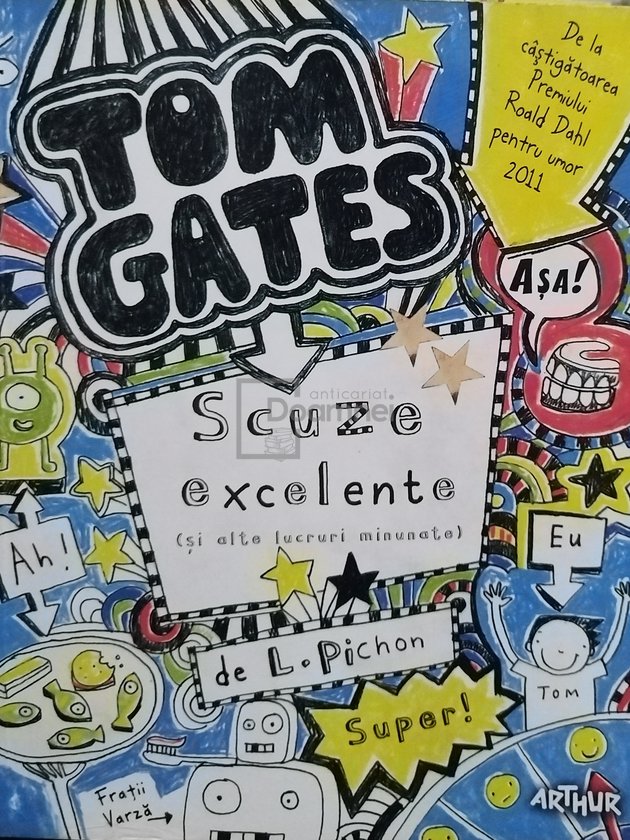 TOM
GATES
De la
câștigătoarea
Premiului
Roald Dahl
pentru umor
2011
AȘA!
anticariat
Scuze
excelente
(și alte lucruri minunate)
Ah!
Eu
de L. Pichon
TOM
Super!
Frații
Varză
ARTHUR